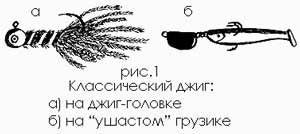 а б
рис.1
Классический джиг:
а) на джиг-головке
б) на "ушастом" грузике